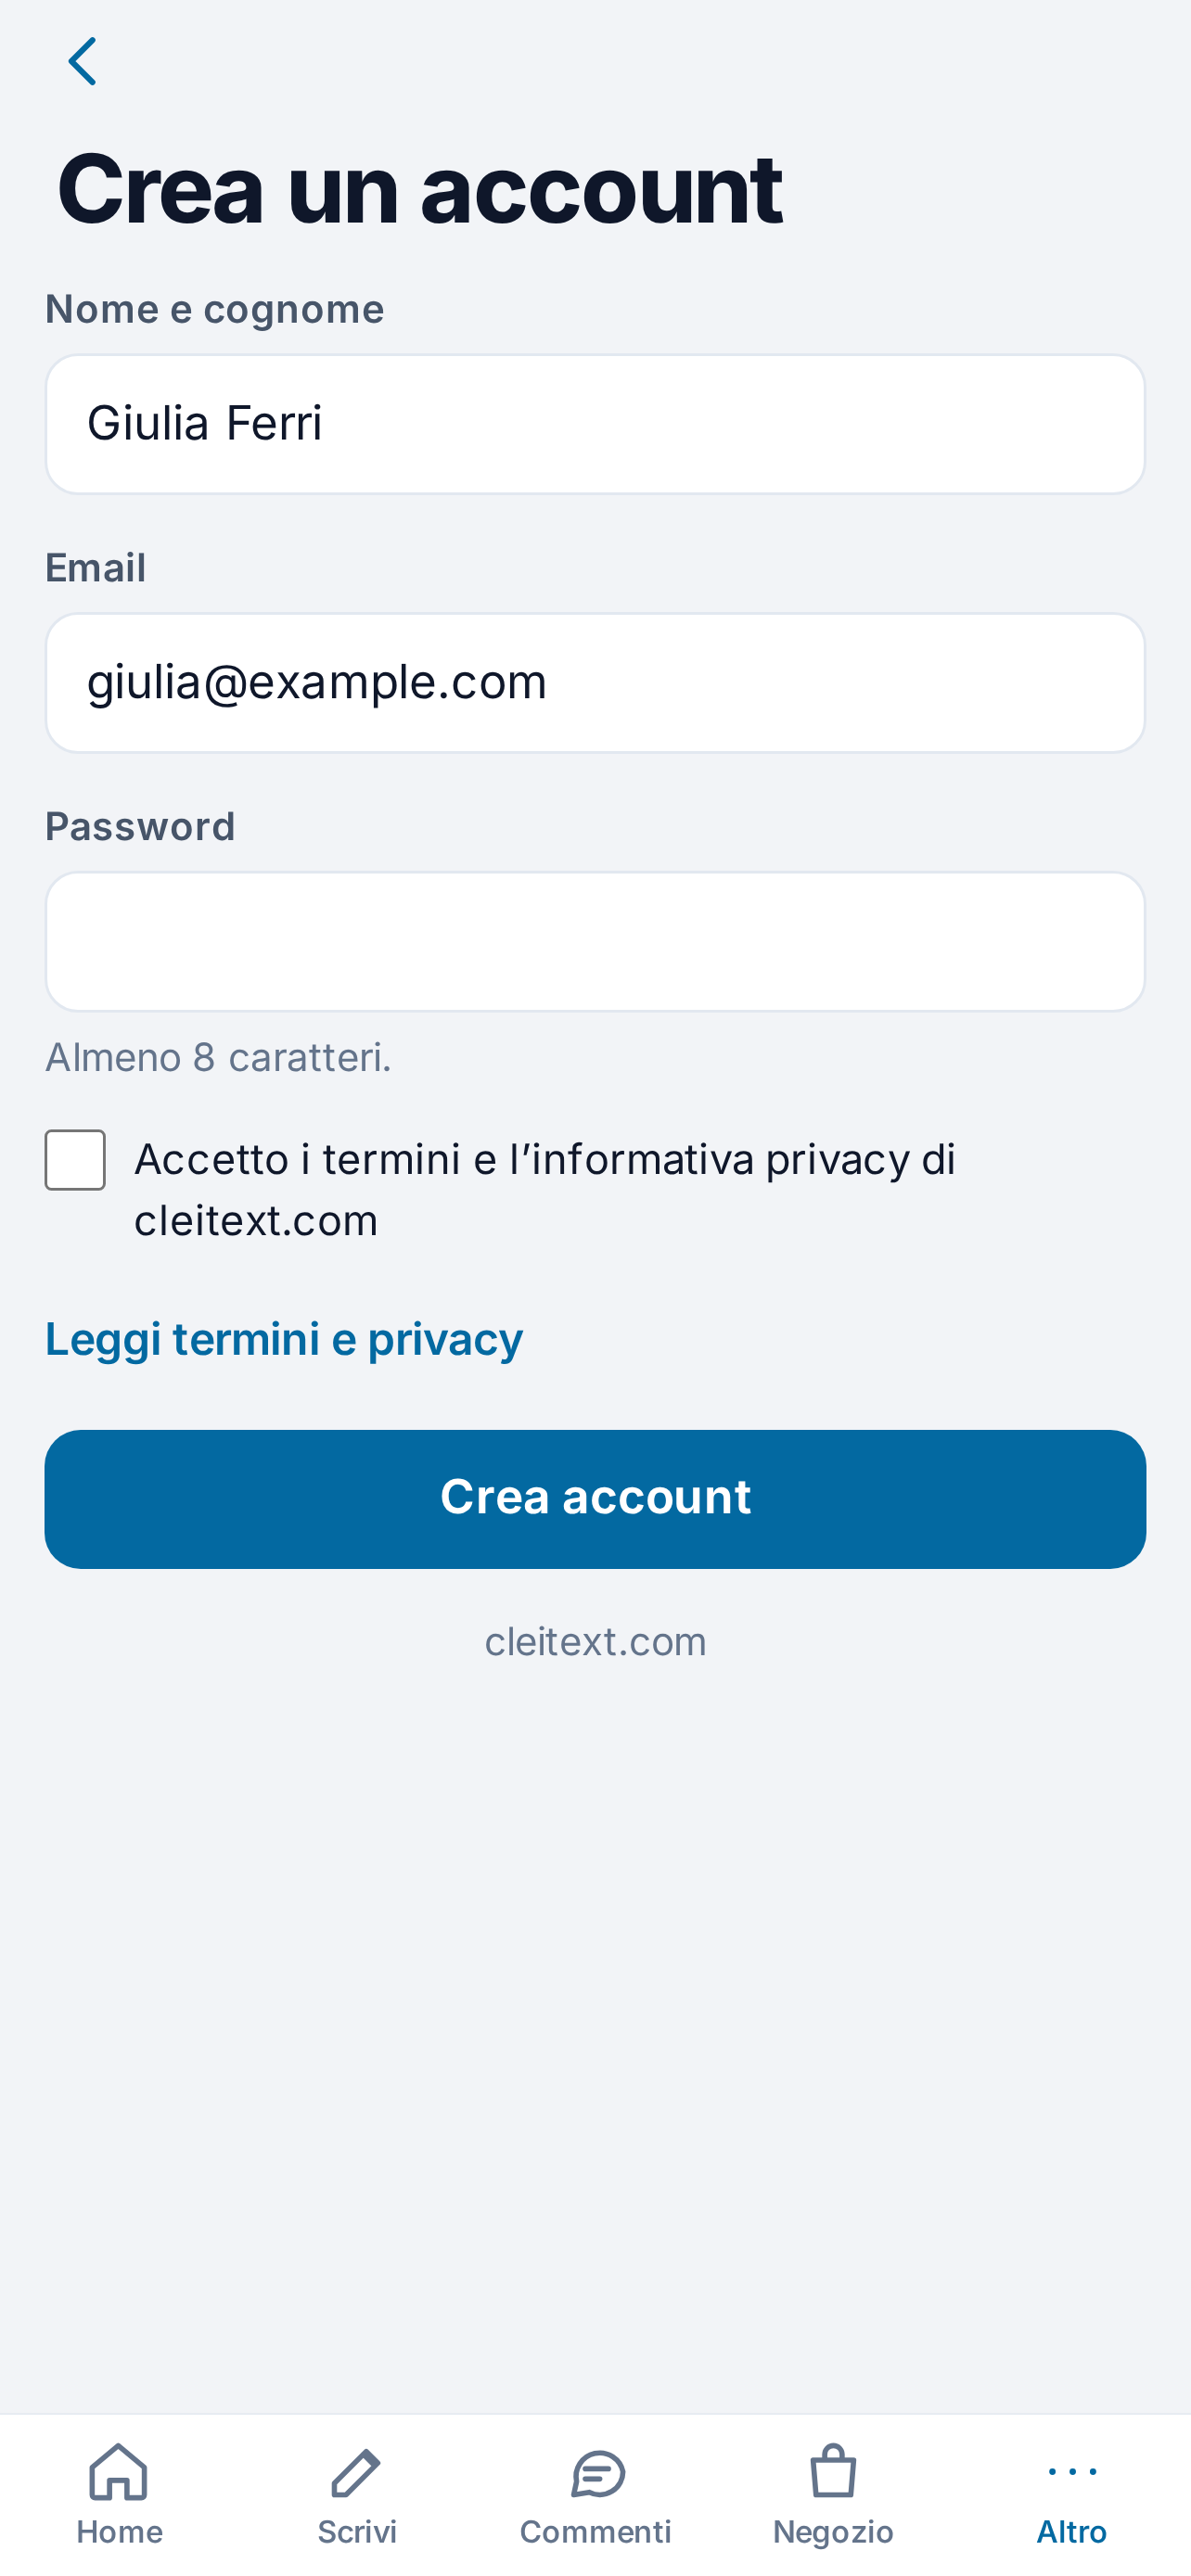 Crea un account
Nome e cognome
Giulia Ferri
Email
giulia@example.com
Password
Almeno 8 caratteri.
Accetto i termini e l’informativa privacy di
cleitext.com
Leggi termini e privacy
Crea account
cleitext.com
Home
Scrivi
Commenti
Negozio
Altro